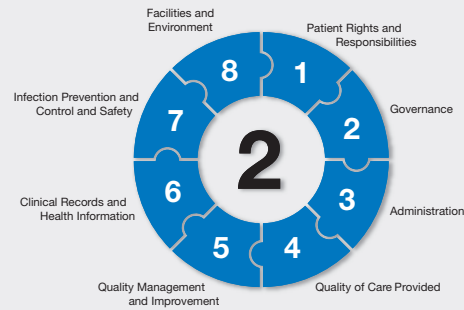 Facilities and
Environment
Patient Rights and
Responsibilities
8
1
Infection Prevention and
Control and Safety
7
2
Governance
2
6
3
Clinical Records and
Health Information
Administration
5
4
Quality Management
and Improvement
Quality of Care Provided